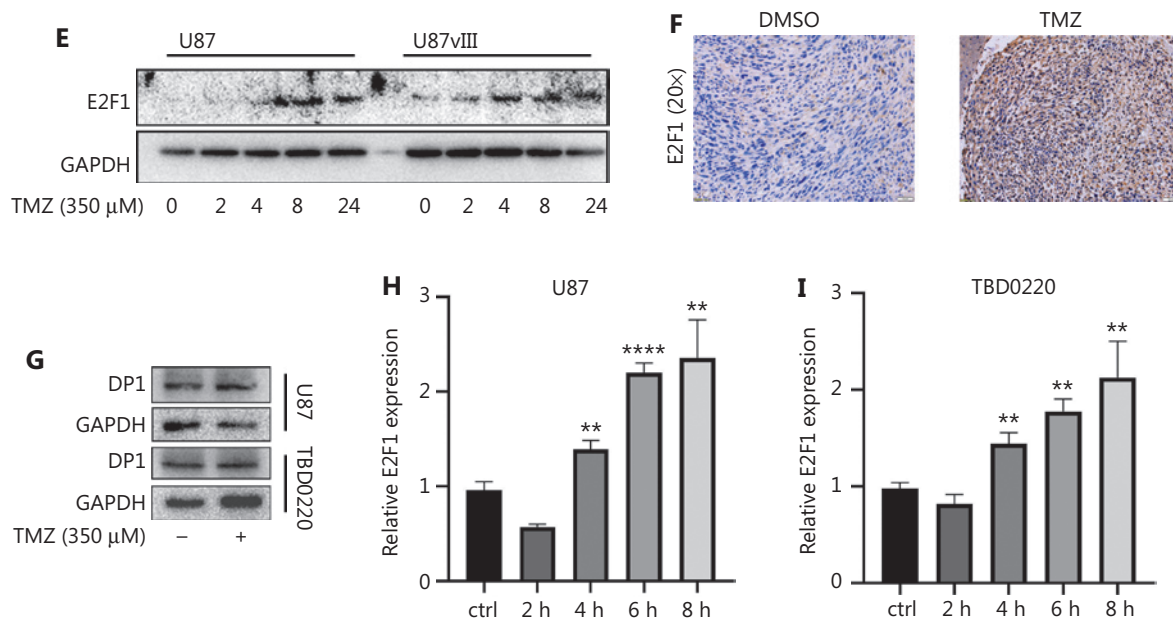 E
U87
U87vIII
E2F1
GAPDH
TMZ (350 µM)
0 2 4 8 24 0 2 4 8 24
F
DMSO
TMZ
E2F1 (20×)
G
DP1
GAPDH
U87
DP1
GAPDH
TBD0220
TMZ (350 µM) – +
H
U87
Relative E2F1 expression
3
2
1
0
**
****
**
ctrl 2 h 4 h 6 h 8 h
I
TBD0220
Relative E2F1 expression
3
2
1
0
**
**
**
ctrl 2 h 4 h 6 h 8 h